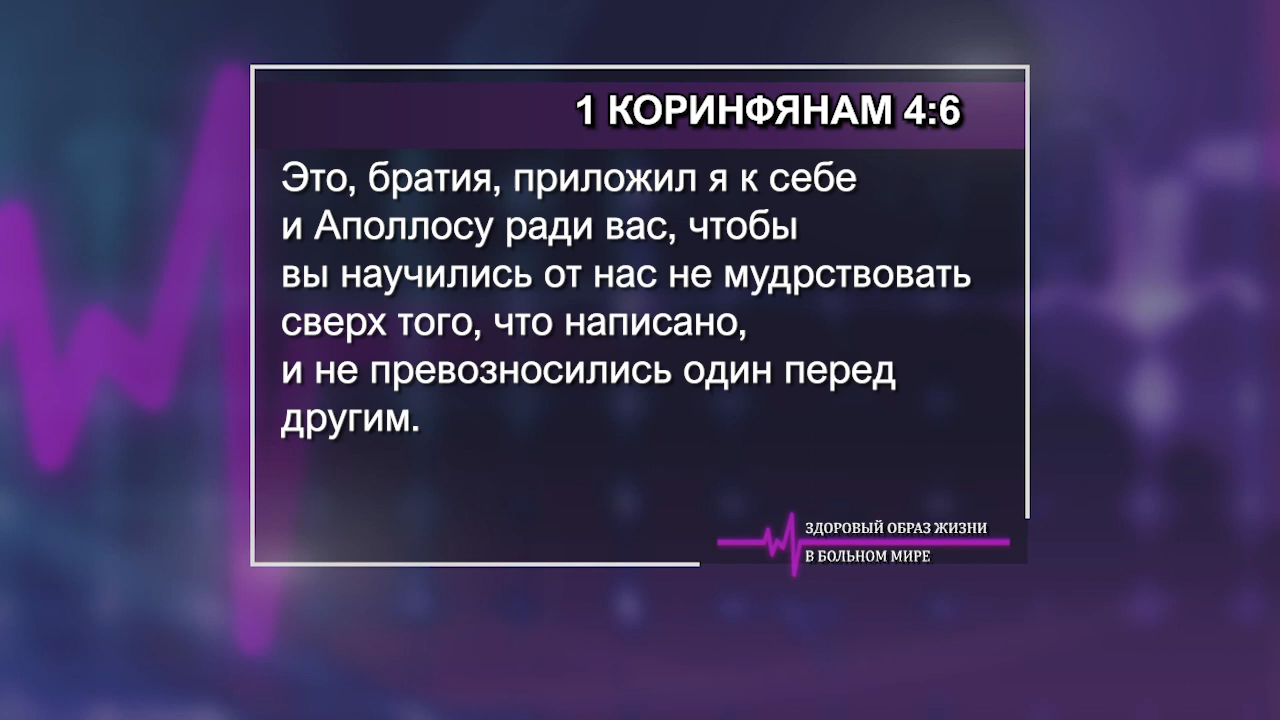 1 КОРИНФЯНАМ 4:6
Это, братия, приложил я к себе
и Аполлосу ради вас, чтобы
вы научились от нас не мудрствовать
сверх того, что написано,
и не превозносились один перед
другим.
ЗДОРОВЫЙ ОБРАЗ ЖИЗНИ
В БОЛЬНОМ МИРЕ